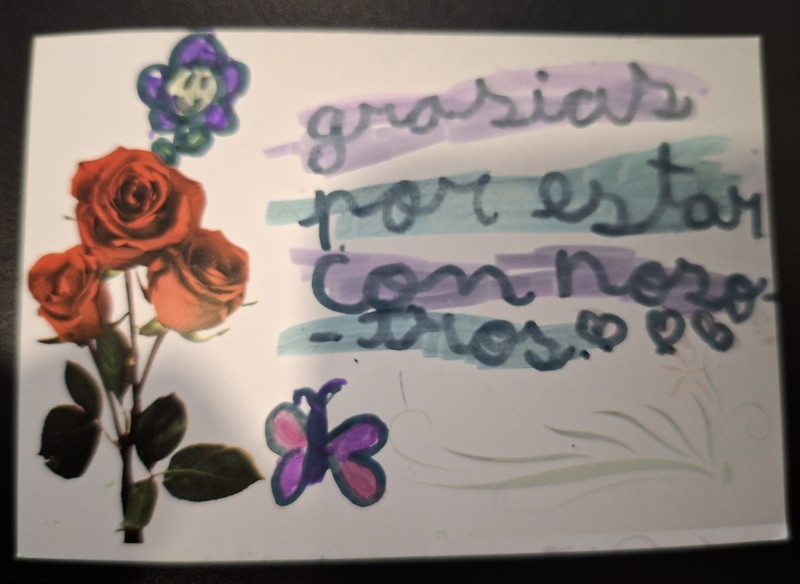 grasias
por estar
con noso-
-tros.